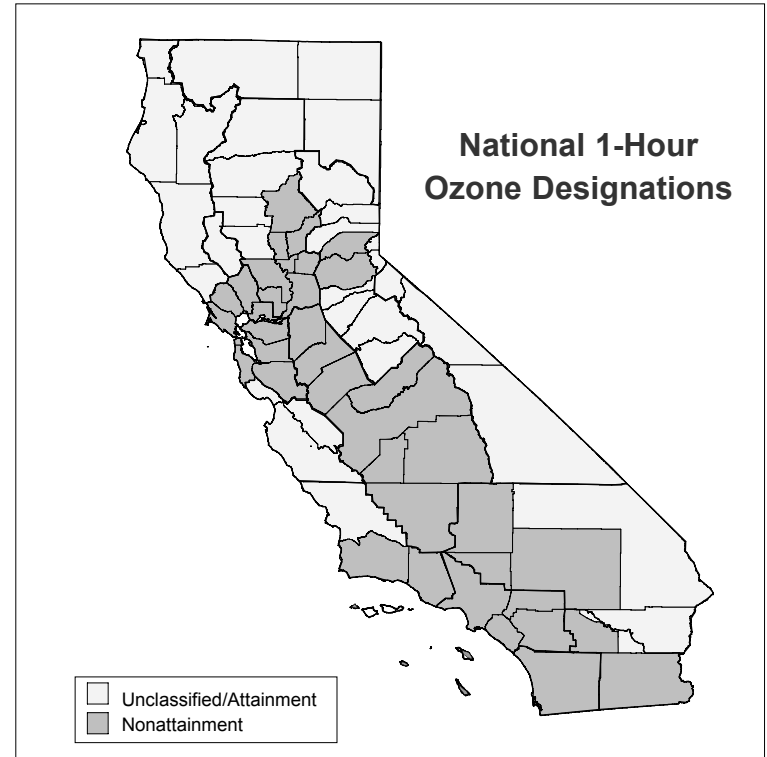 National 1-Hour
Ozone Designations
Unclassified/Attainment
Nonattainment